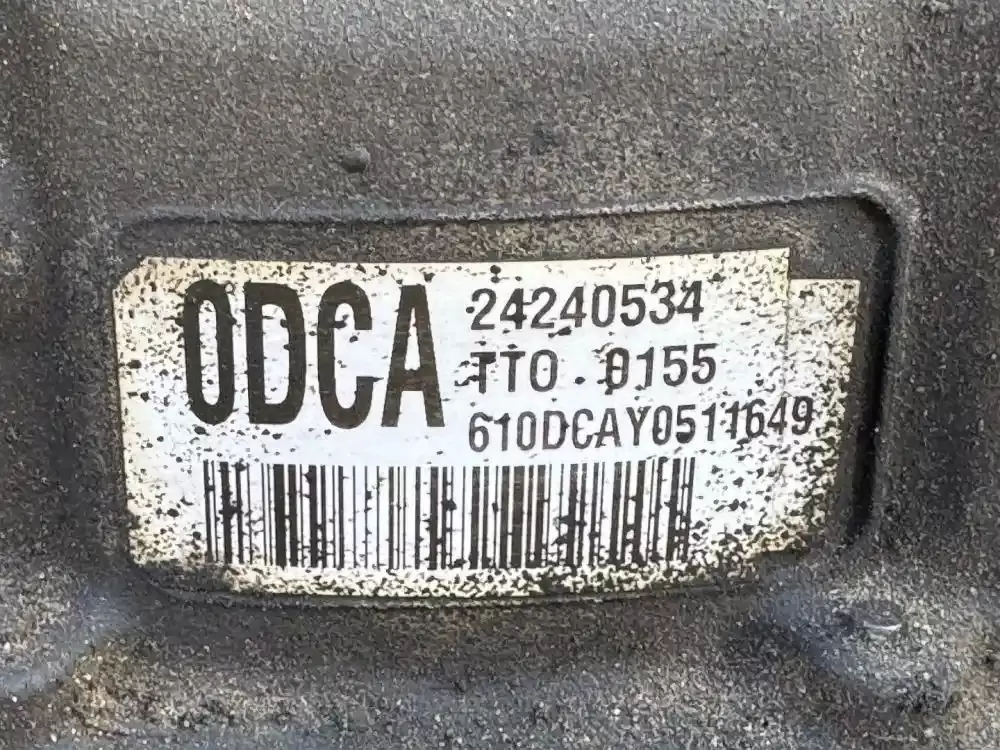 0DCA
24240534
TTO . 0155
610DCAY0511649